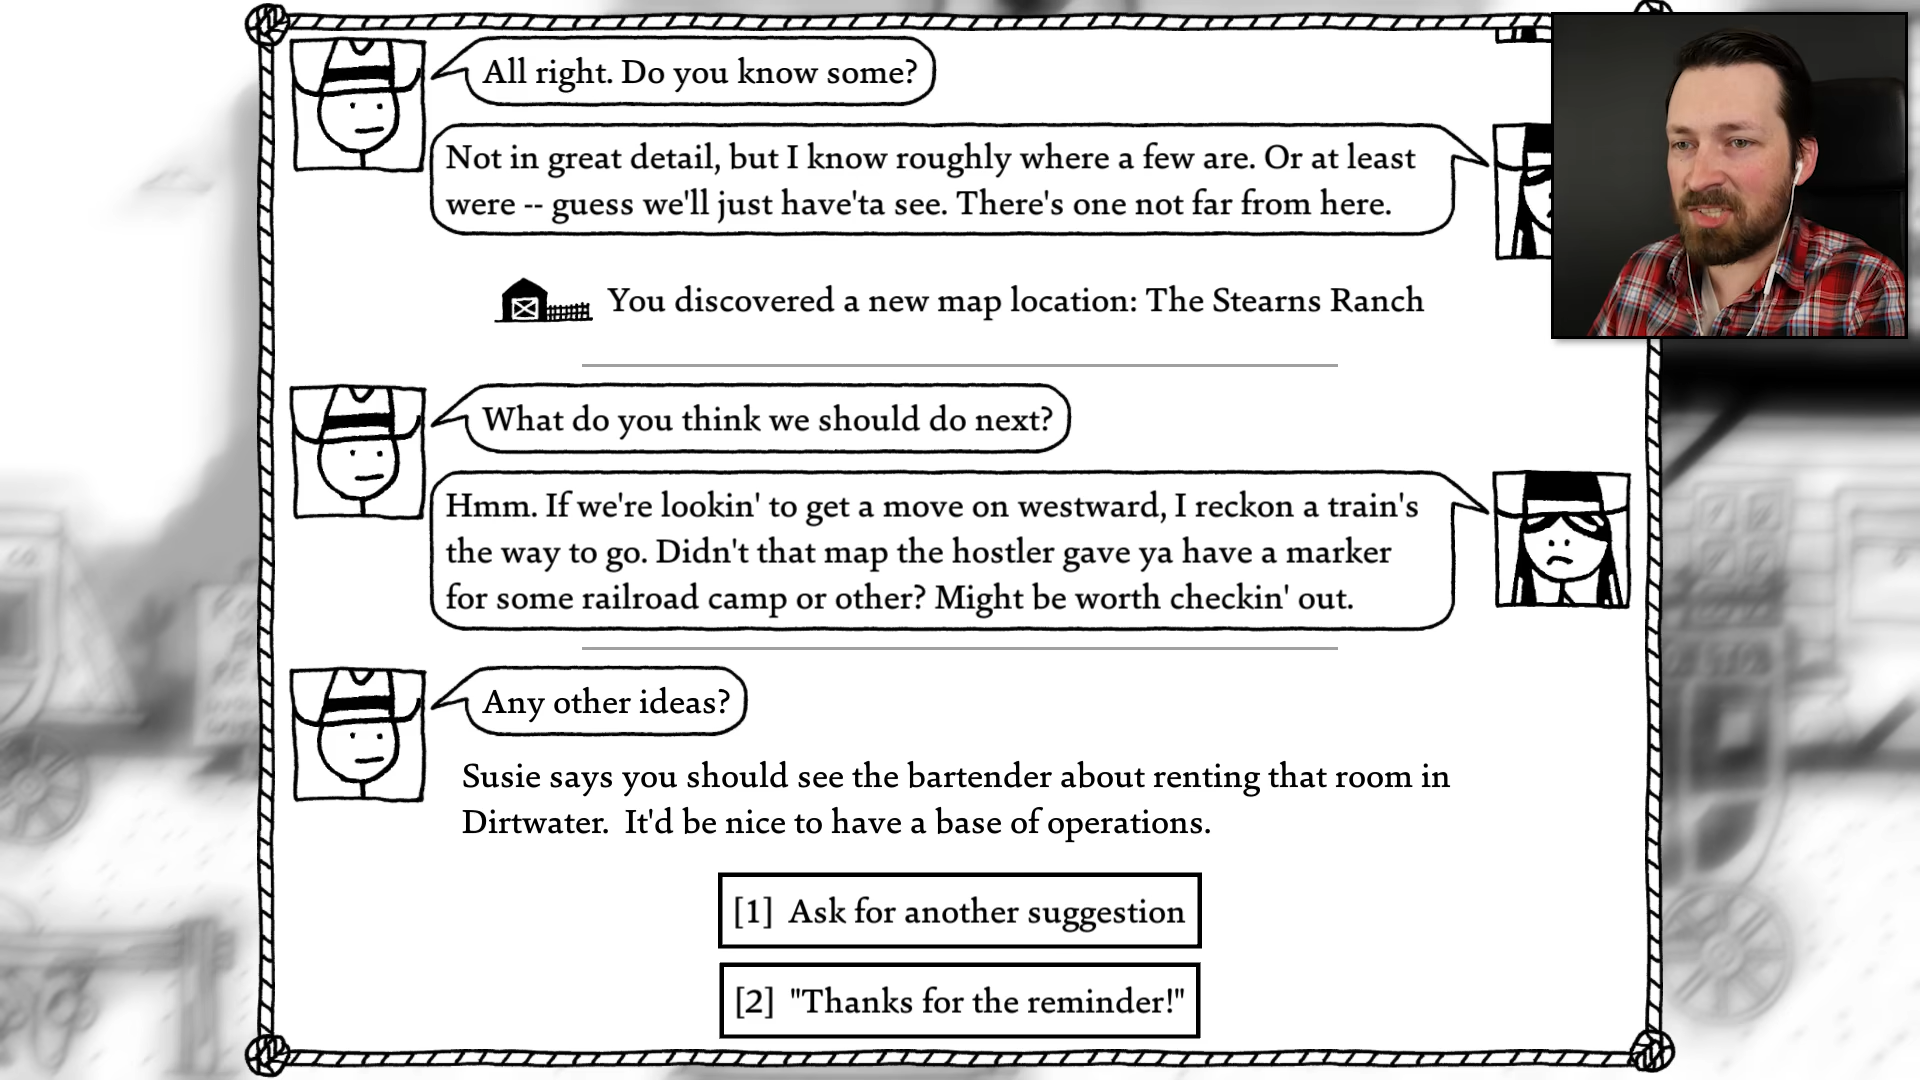 All right. Do you know some?
Not in great detail, but I know roughly where a few are. Or at least
were -- guess we'll just have'ta see. There's one not far from here.
You discovered a new map location: The Stearns Ranch
What do you think we should do next?
Hmm. If we're lookin' to get a move on westward, I reckon a train's
the way to go. Didn't that map the hostler gave ya have a marker
for some railroad camp or other? Might be worth checkin' out.
Any other ideas?
Susie says you should see the bartender about renting that room in
Dirtwater. It'd be nice to have a base of operations.
[1] Ask for another suggestion
[2] "Thanks for the reminder!"